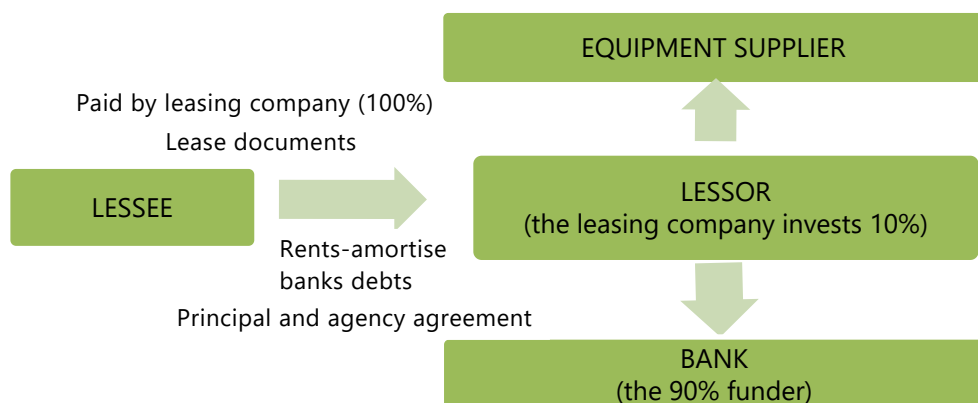 EQUIPMENT SUPPLIER
Paid by leasing company (100%)
Lease documents
LESSEE
LESSOR
(the leasing company invests 10%)
Rents-amortise
banks debts
Principal and agency agreement
BANK
(the 90% funder)